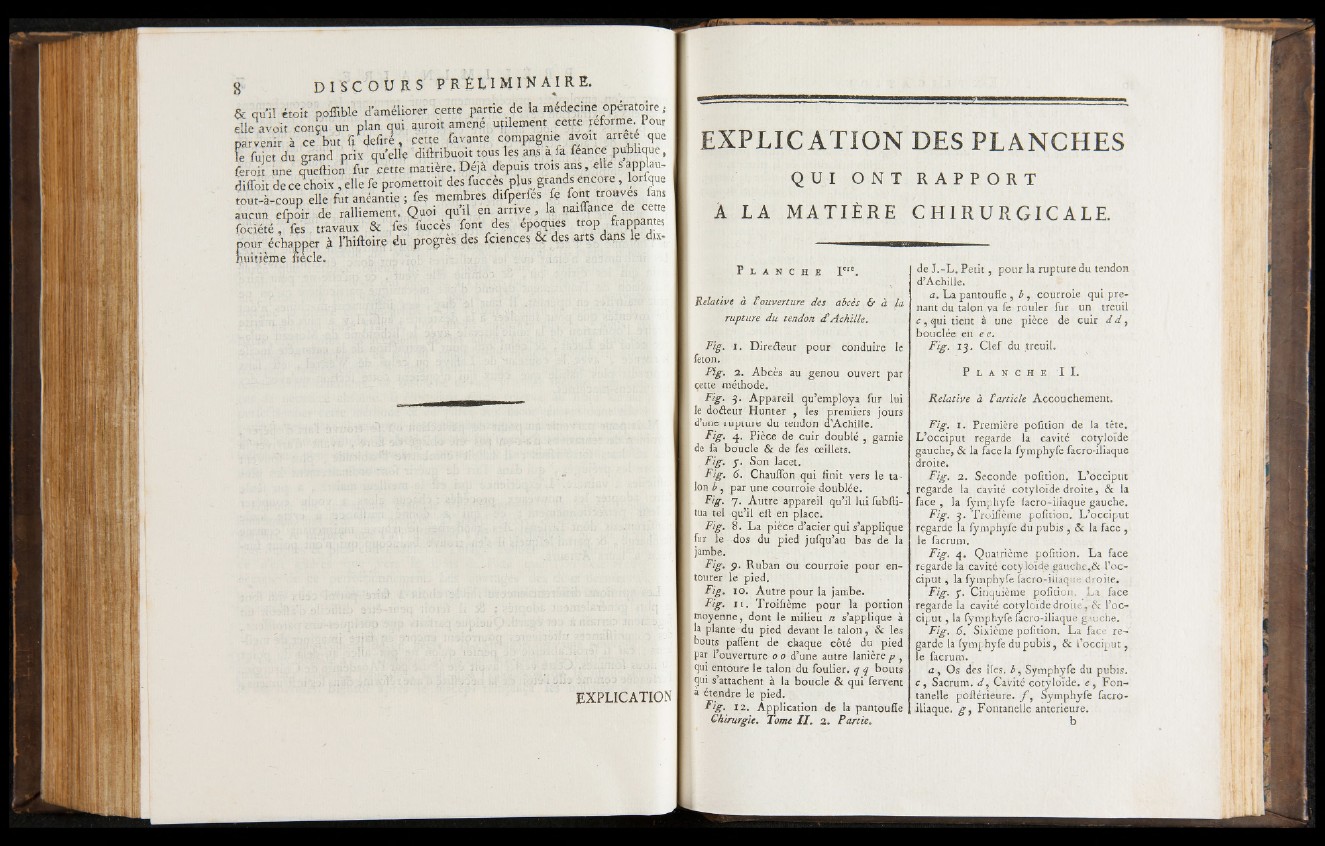 8 DISCOURS PRÉLIMINAIRE.
& qu'il étoit poſſible d'améliorer cette partie de la médecine opératoire ;
elle avoit conçu un plan qui auroit amené utilement cette réforme. Pour
parvenir à ce but ſi deſiré, cette ſavante compagnie avoit arrêté que
le ſujet du grand prix qu'elle diſtribuoit tous les ans à ſa ſéance publique,
ſeroit une queſtion ſur cette matière. Déjà depuis trois ans, elle s'applau-
diſſoit de ce choix, elle ſe promettoit des ſuccès plus grands encore, lorſque
tout-à-coup elle fut anéantie ; ſes membres diſperſés ſe ſont trouvés ſans
aucun eſpoir de ralliement. Quoi qu'il en arrive, la naiſſance de cette
ſociété, ſes travaux & ſes ſuccès ſont des époques trop frappantes
pour échapper à l'hiſtoire du progrès des ſciences & des arts dans le dix-
huitième ſiècle.
EXPLICATION
EXPLICATION DES PLANCHES
QUI ONT RAPPORT
A LA MATIÈRE CHIRURGICALE.
PLANCHE Iere.
Relative à l'ouverture des abcès & à la
rupture du tendon d'Achille.
Fig. 1. Directeur pour conduire le
ſeton.
Fig. 2. Abcès au genou ouvert par
cette méthode.
Fig. 3. Appareil qu'employa ſur lui
le docteur Hunter , les premiers jours
d'une rupture du tendon d'Achille.
Fig. 4. Pièce de cuir doublé , garnie
de ſa boucle & de ſes œillets.
Fig. 5. Son lacet.
Fig. 6. Chauſſon qui finit vers le ta-
lon b , par une courroie doublée.
Fig. 7. Autre appareil qu'il lui ſubſti-
tua tel qu'il eſt en place.
Fig. 8. La pièce d'acier qui s'applique
ſur le dos du pied juſqu'au bas de la
jambe.
Fig. 9. Ruban ou courroie pour en-
tourer le pied.
Fig. 10. Autre pour la jambe.
Fig. 11. Troiſième pour la portion
moyenne, dont le milieu n s'applique à
la plante du pied devant le talon, & les
bouts paſſent de chaque côté du pied
par l'ouverture o o d'une autre lanière p ,
qui entoure le talon du ſoulier. q q bouts
qui s'attachent à la boucle & qui ſervent
à étendre le pied.
Fig. 12. Application de la pantoufle
Chirurgie. Tome II. 2. Partie.
de J.-L. Petit , pour la rupture du tendon
d'Achille.
a. La pantoufle , b , courroie qui pre-
nant du talon va ſe rouler ſur un treuil
c , qui tient à une pièce de cuir d d ,
bouclée en e e.
Fig. 13. Clef du treuil.
PLANCHE II.
Relative à l'article Accouchement.
Fig. 1. Première poſition de la tête.
L'occiput regarde la cavité cotyloïde
gauche, & la face la ſymphyſe ſacro-iliaque
droite.
Fig. 2. Seconde poſition. L'occiput
regarde la cavité cotyloïde droite, & la
face , la ſymphyſe ſacro-iliaque gauche.
Fig. 3. Troiſième poſition. L'occiput
regarde la ſymphyſe du pubis , & la face ,
le ſacrum.
Fig. 4. Quatrième poſition. La face
regarde la cavité cotyloïde gauche, & l'oc-
ciput , la ſymphyſe ſacro-iliaque droite.
Fig. 5. Cinquième poſition. La face
regarde la cavité cotyloïde droite, & l'oc-
ciput , la ſymphyſe ſacro-iliaque gauche.
Fig. 6. Sixième poſition. La face re-
garde la ſymphyſe du pubis , & l'occiput ,
le ſacrum.
a, Os des îles. b, Symphyſe du pubis.
c , Sacrum. d, Cavité cotyloïde. e, Fon-
tanelle poſtérieure. f, Symphyſe ſacro-
iliaque. g, Fontanelle anterieure.
b